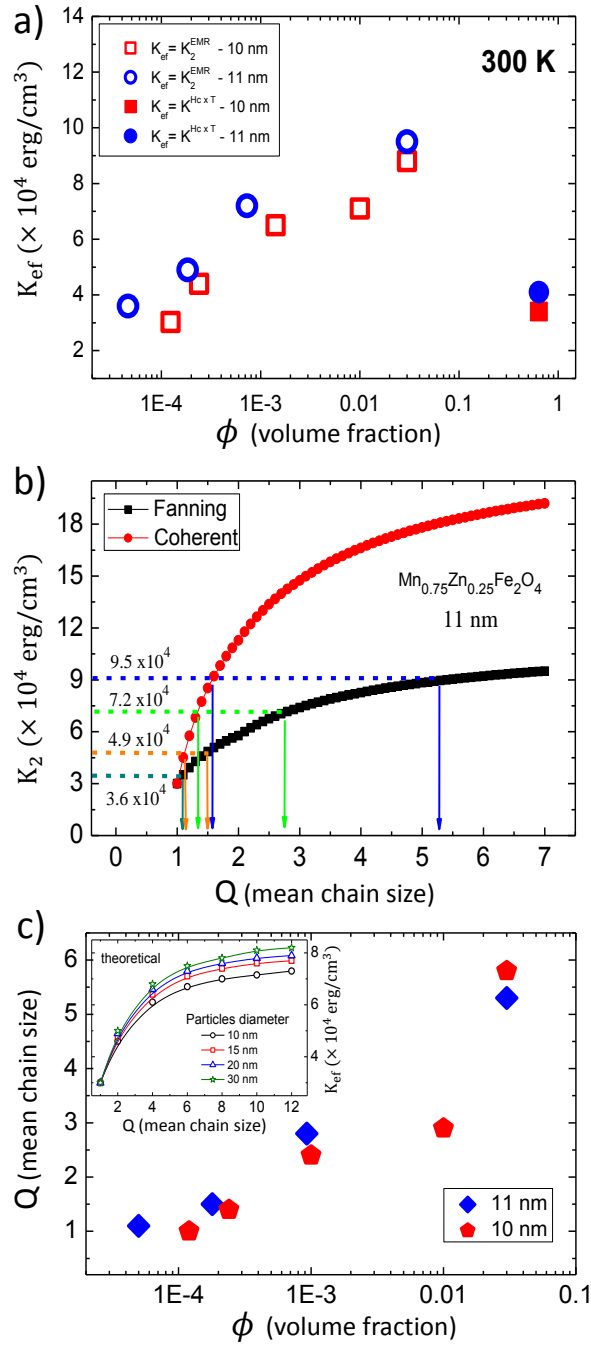 a)
14
12
10
8
6
4
2
K_ef (× 10^4 erg/cm^3)
K_ef= K_2^EMR - 10 nm
K_ef= K_2^EMR - 11 nm
K_ef= K^Hc x T - 10 nm
K_ef= K^Hc x T - 11 nm
300 K
1E-4 1E-3 0.01 0.1 1
ϕ (volume fraction)
b)
18
15
12
9
6
3
0
K_2 (× 10^4 erg/cm^3)
Fanning
Coherent
Mn_0.75Zn_0.25Fe_2O_4
11 nm
9.5 x10^4
7.2 x10^4
4.9 x10^4
3.6 x10^4
0 1 2 3 4 5 6 7
Q (mean chain size)
c)
6
5
4
3
2
1
Q (mean chain size)
theoretical
Particles diameter
10 nm
15 nm
20 nm
30 nm
8
6
4
K_ef (× 10^4 erg/cm^3)
2 4 6 8 10 12
Q (mean chain size)
11 nm
10 nm
1E-4 1E-3 0.01 0.1
ϕ (volume fraction)